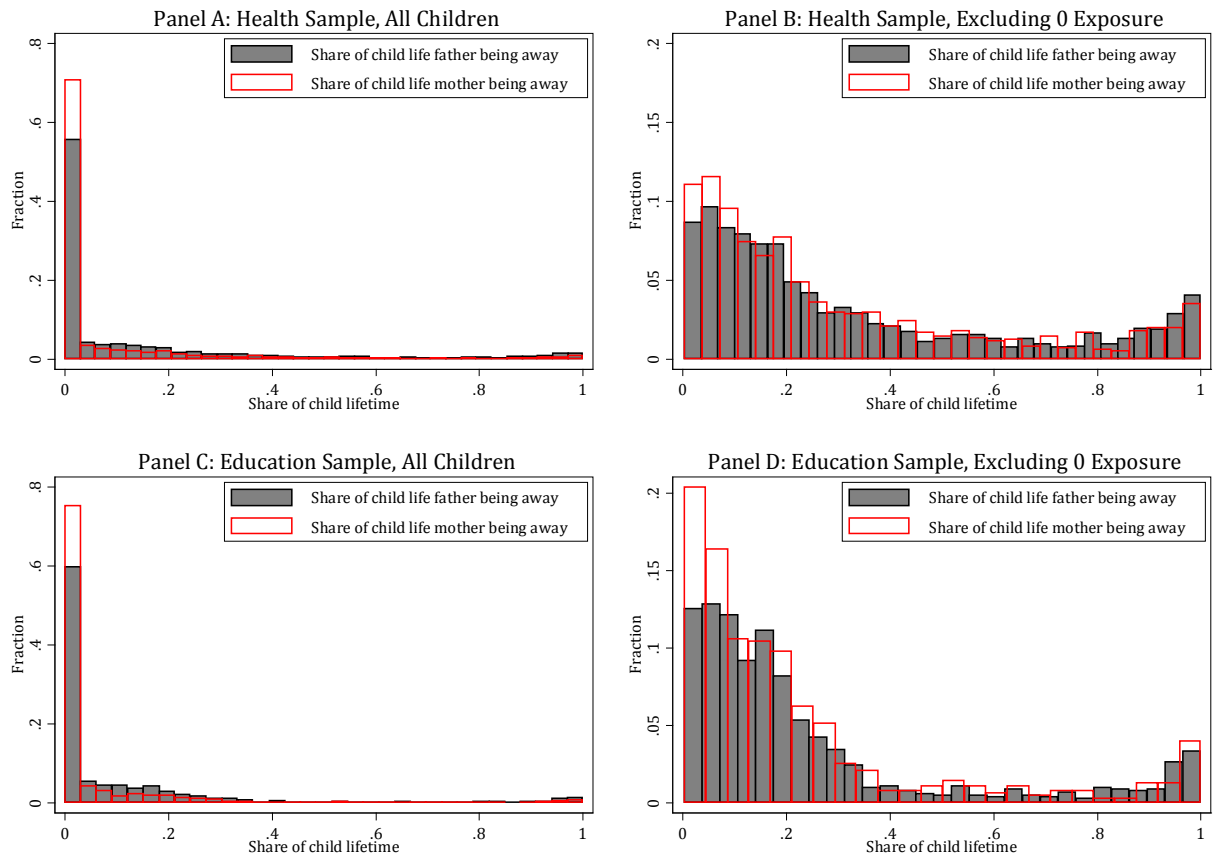 Panel A: Health Sample, All Children
Share of child life father being away
Share of child life mother being away
Fraction
.8
.6
.4
.2
0
0 .2 .4 .6 .8 1
Share of child lifetime
Panel B: Health Sample, Excluding 0 Exposure
Share of child life father being away
Share of child life mother being away
Fraction
.2
.15
.1
.05
0
0 .2 .4 .6 .8 1
Share of child lifetime
Panel C: Education Sample, All Children
Share of child life father being away
Share of child life mother being away
Fraction
.8
.6
.4
.2
0
0 .2 .4 .6 .8 1
Share of child lifetime
Panel D: Education Sample, Excluding 0 Exposure
Share of child life father being away
Share of child life mother being away
Fraction
.2
.15
.1
.05
0
0 .2 .4 .6 .8 1
Share of child lifetime